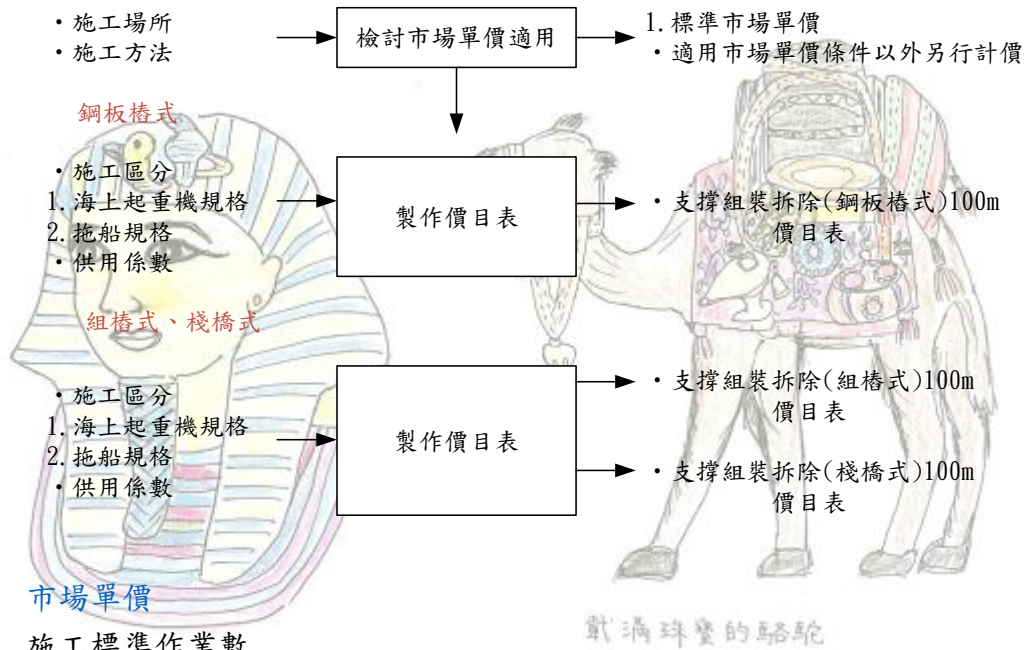 ・施工場所
・施工方法
檢討市場單價適用
1.標準市場單價
・適用市場單價條件以外另行計價
鋼板樁式
・施工區分
1.海上起重機規格
2.拖船規格
・供用係數
製作價目表
・支撐組裝拆除(鋼板樁式)100m
價目表
組樁式、棧橋式
・施工區分
1.海上起重機規格
2.拖船規格
・供用係數
製作價目表
・支撐組裝拆除(組樁式)100m
價目表
・支撐組裝拆除(棧橋式)100m
價目表
市場單價
施工標準作業數
戴滿珠寶的駱駝